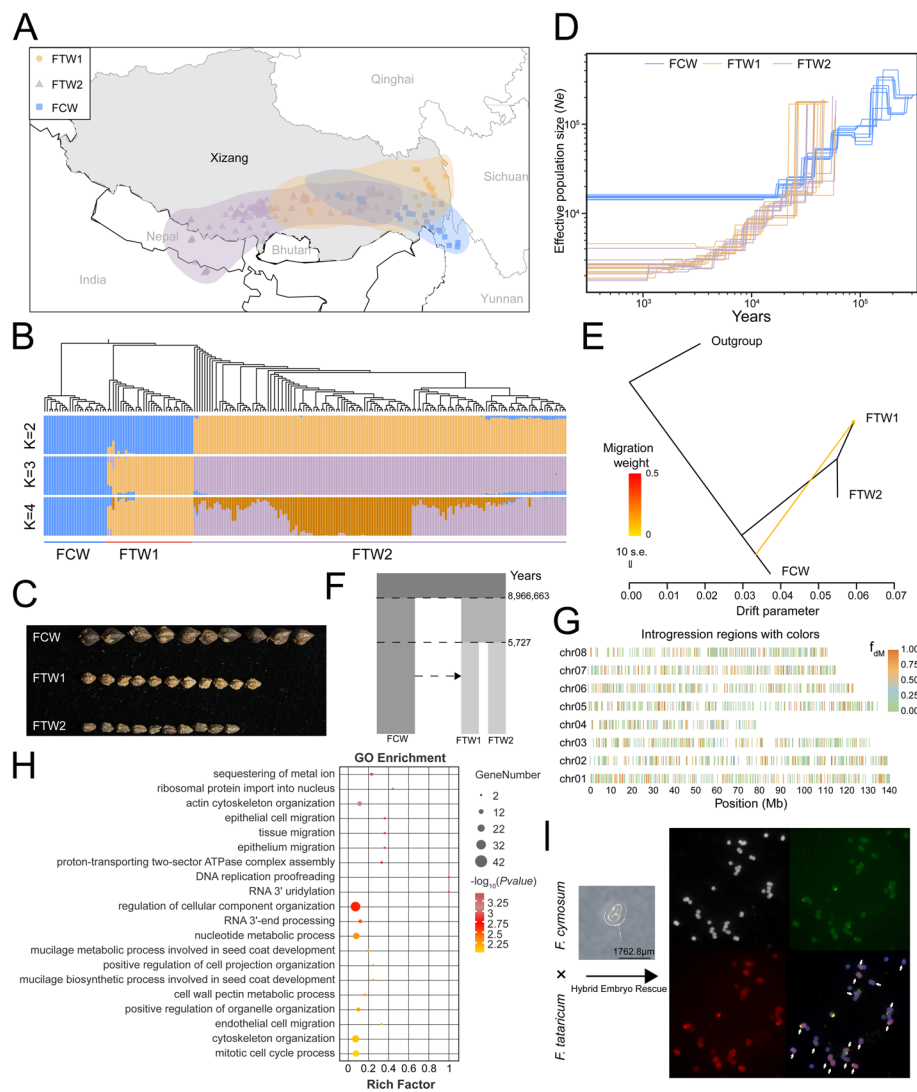 A
FTW1
FTW2
FCW
Qinghai
Xizang
Sichuan
Nepal
Bhutan
India
Yunnan
D
FCW FTW1 FTW2
Effective population size (Ne)
10⁵
10⁴
10³ 10⁴ 10⁵
Years
B
K=2
K=3
K=4
FCW FTW1 FTW2
E
Outgroup
FTW1
FTW2
FCW
Migration
weight
0.5
0
10 s.e.
0.00 0.01 0.02 0.03 0.04 0.05 0.06 0.07
Drift parameter
C
FCW
FTW1
FTW2
F
Years
8,966,663
5,727
FCW FTW1 FTW2
G
Introgression regions with colors
fdM
1.00
0.75
0.50
0.25
0.00
chr08
chr07
chr06
chr05
chr04
chr03
chr02
chr01
0 10 20 30 40 50 60 70 80 90 100 110 120 130 140
Position (Mb)
H
GO Enrichment
sequestering of metal ion
ribosomal protein import into nucleus
actin cytoskeleton organization
epithelial cell migration
tissue migration
epithelium migration
proton-transporting two-sector ATPase complex assembly
DNA replication proofreading
RNA 3' uridylation
regulation of cellular component organization
RNA 3'-end processing
nucleotide metabolic process
mucilage metabolic process involved in seed coat development
positive regulation of cell projection organization
mucilage biosynthetic process involved in seed coat development
cell wall pectin metabolic process
positive regulation of organelle organization
endothelial cell migration
cytoskeleton organization
mitotic cell cycle process
0 0.2 0.4 0.6 0.8 1
Rich Factor
GeneNumber
2
12
22
32
42
-log₁₀(Pvalue)
3.25
3.00
2.75
2.50
2.25
I
F. tataricum × F. cymosum
1762.8μm
Hybrid Embryo Rescue